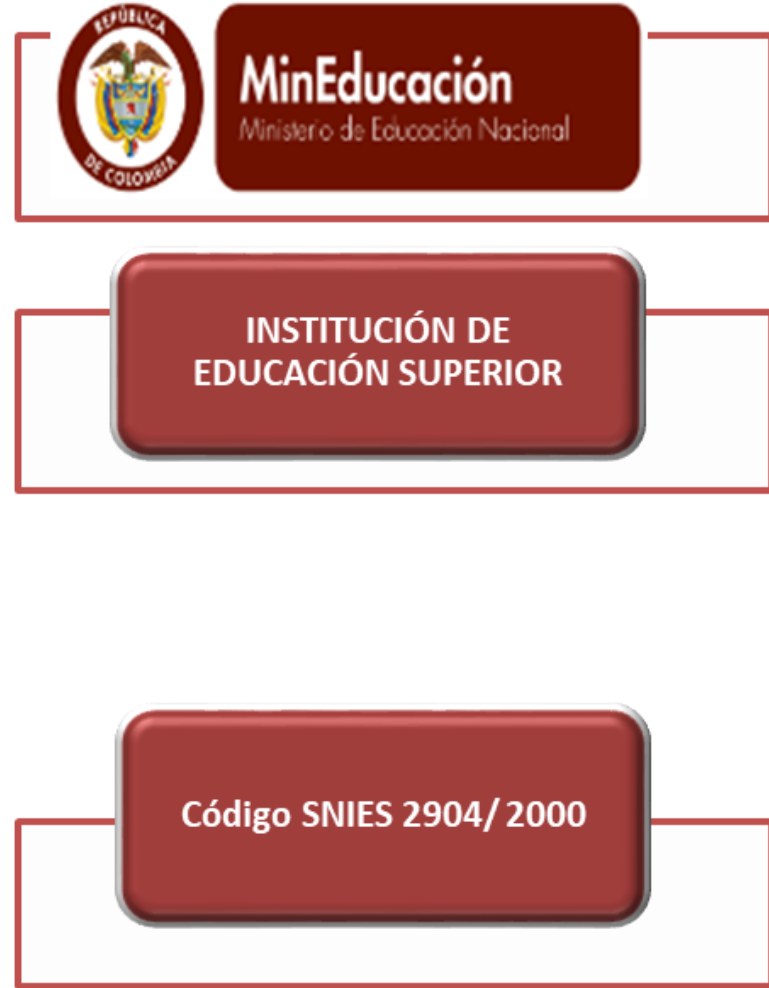 REPÚBLICA
DE COLOMBIA
MinEducación
Ministerio de Educación Nacional
INSTITUCIÓN DE
EDUCACIÓN SUPERIOR
Código SNIES 2904/ 2000